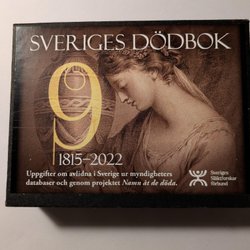 SVERIGES DÖDBOK
9
1815–2022
Uppgifter om avlidna i Sverige ur myndigheters
databaser och genom projektet Namn åt de döda.
Sveriges
Släktforskar
förbund